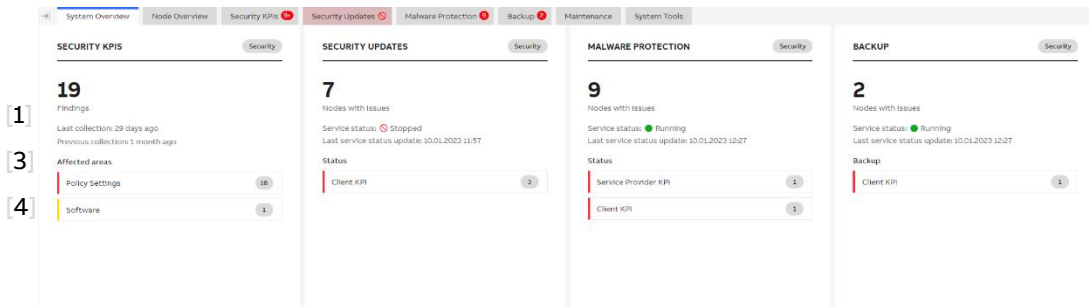 System Overview
Node Overview
Security KPIs 9+
Security Updates
Malware Protection 9
Backup 2
Maintenance
System Tools
SECURITY KPIS
Security
19
Findings
Last collection: 29 days ago
Previous collection: 1 month ago
Affected areas
Policy Settings 18
Software 1
[1]
[3]
[4]
SECURITY UPDATES
Security
7
Nodes with Issues
Service status: Stopped
Last service status update: 10.01.2023 11:57
Status
Client KPI 3
MALWARE PROTECTION
Security
9
Nodes with Issues
Service status: Running
Last service status update: 10.01.2023 12:27
Status
Service Provider KPI 1
Client KPI 1
BACKUP
Security
2
Nodes with Issues
Service status: Running
Last service status update: 10.01.2023 12:27
Backup
Client KPI 1